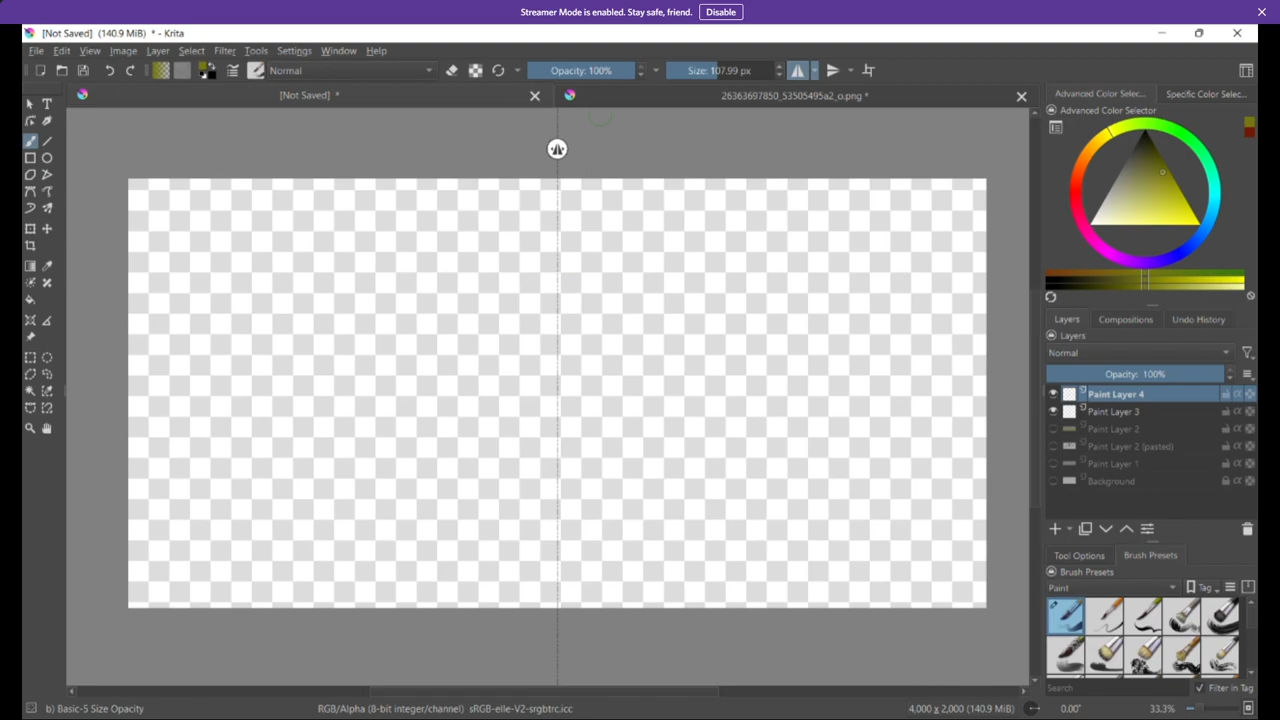 Streamer Mode is enabled. Stay safe, friend. Disable
[Not Saved] (140.9 MiB) * - Krita
File Edit View Image Layer Select Filter Tools Settings Window Help
Normal Opacity: 100% Size: 107.99 px
[Not Saved] * 26363697850_53505495a2_o.png *
Advanced Color Selec... Specific Color Selec...
Advanced Color Selector
Layers Compositions Undo History
Layers
Normal
Opacity: 100%
Paint Layer 4
Paint Layer 3
Paint Layer 2
Paint Layer 2 (pasted)
Paint Layer 1
Background
Tool Options Brush Presets
Brush Presets
Paint Tag
Search Filter in Tag
b) Basic-5 Size Opacity RGB/Alpha (8-bit integer/channel) sRGB-elle-V2-srgbtrc.icc 4,000 x 2,000 (140.9 MiB) 0.00° 33.3%